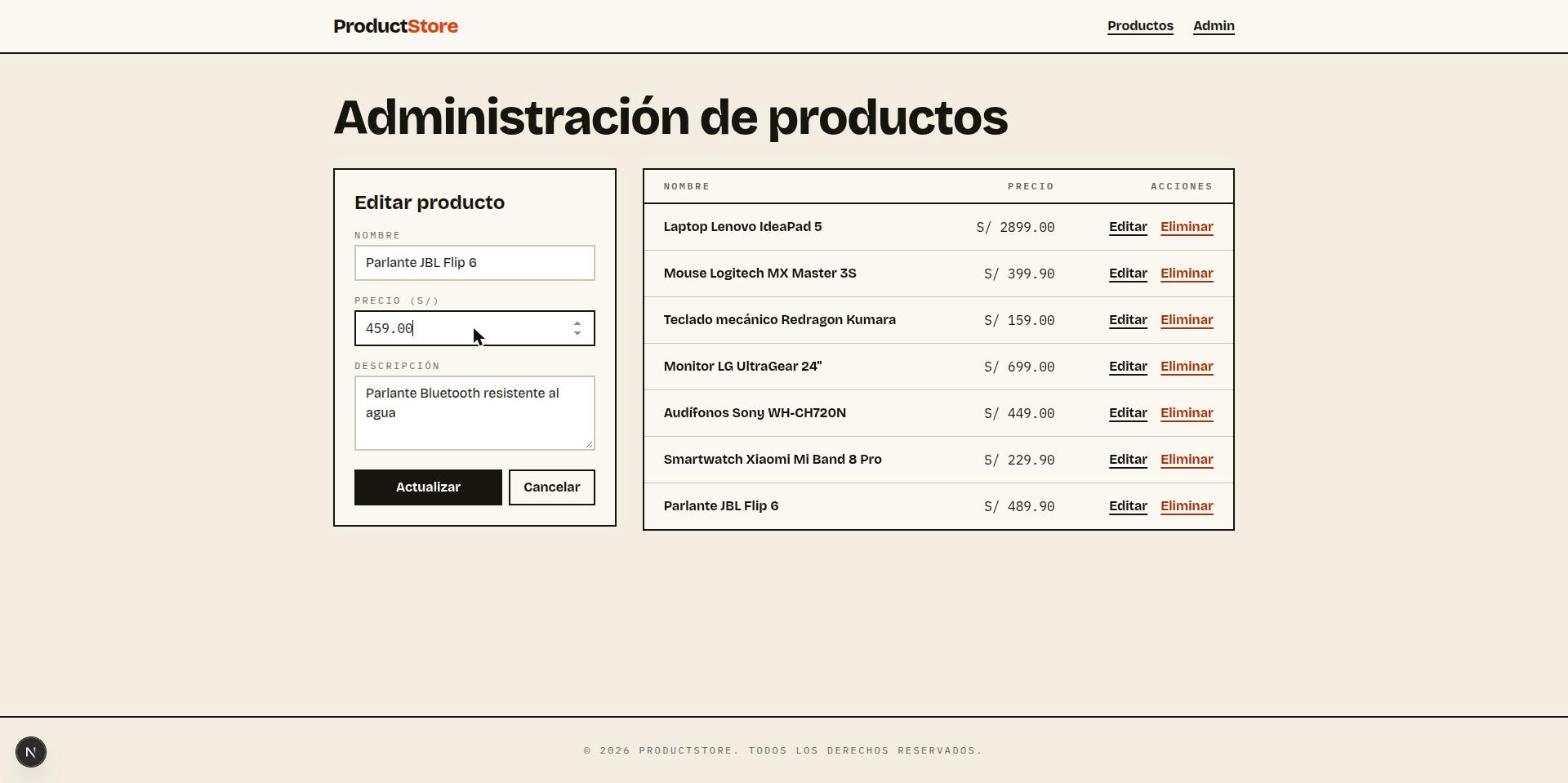 ProductStore
Productos Admin
Administración de productos
Editar producto
NOMBRE
Parlante JBL Flip 6
PRECIO (S/)
459.00
DESCRIPCIÓN
Parlante Bluetooth resistente al
agua
Actualizar Cancelar
NOMBRE PRECIO ACCIONES
Laptop Lenovo IdeaPad 5 S/ 2899.00 Editar Eliminar
Mouse Logitech MX Master 3S S/ 399.90 Editar Eliminar
Teclado mecánico Redragon Kumara S/ 159.00 Editar Eliminar
Monitor LG UltraGear 24" S/ 699.00 Editar Eliminar
Audífonos Sony WH-CH720N S/ 449.00 Editar Eliminar
Smartwatch Xiaomi Mi Band 8 Pro S/ 229.90 Editar Eliminar
Parlante JBL Flip 6 S/ 489.90 Editar Eliminar
N
© 2026 PRODUCTSTORE. TODOS LOS DERECHOS RESERVADOS.